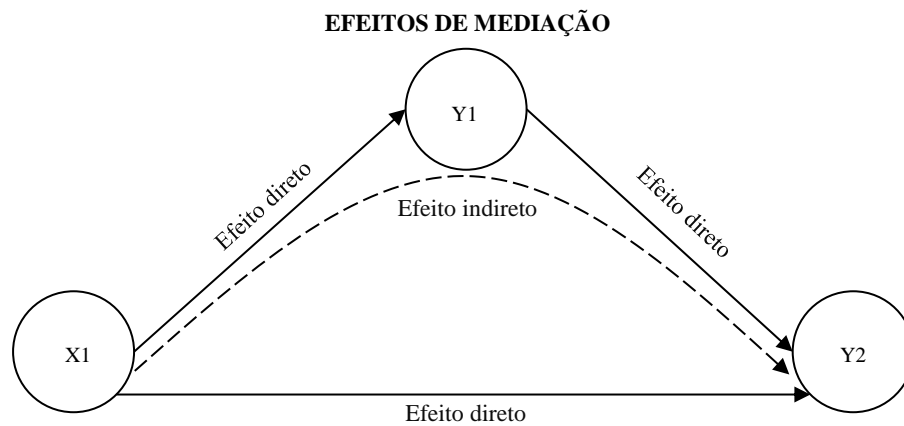 EFEITOS DE MEDIAÇÃO
Y1
Efeito direto
Efeito direto
Efeito indireto
X1
Y2
Efeito direto